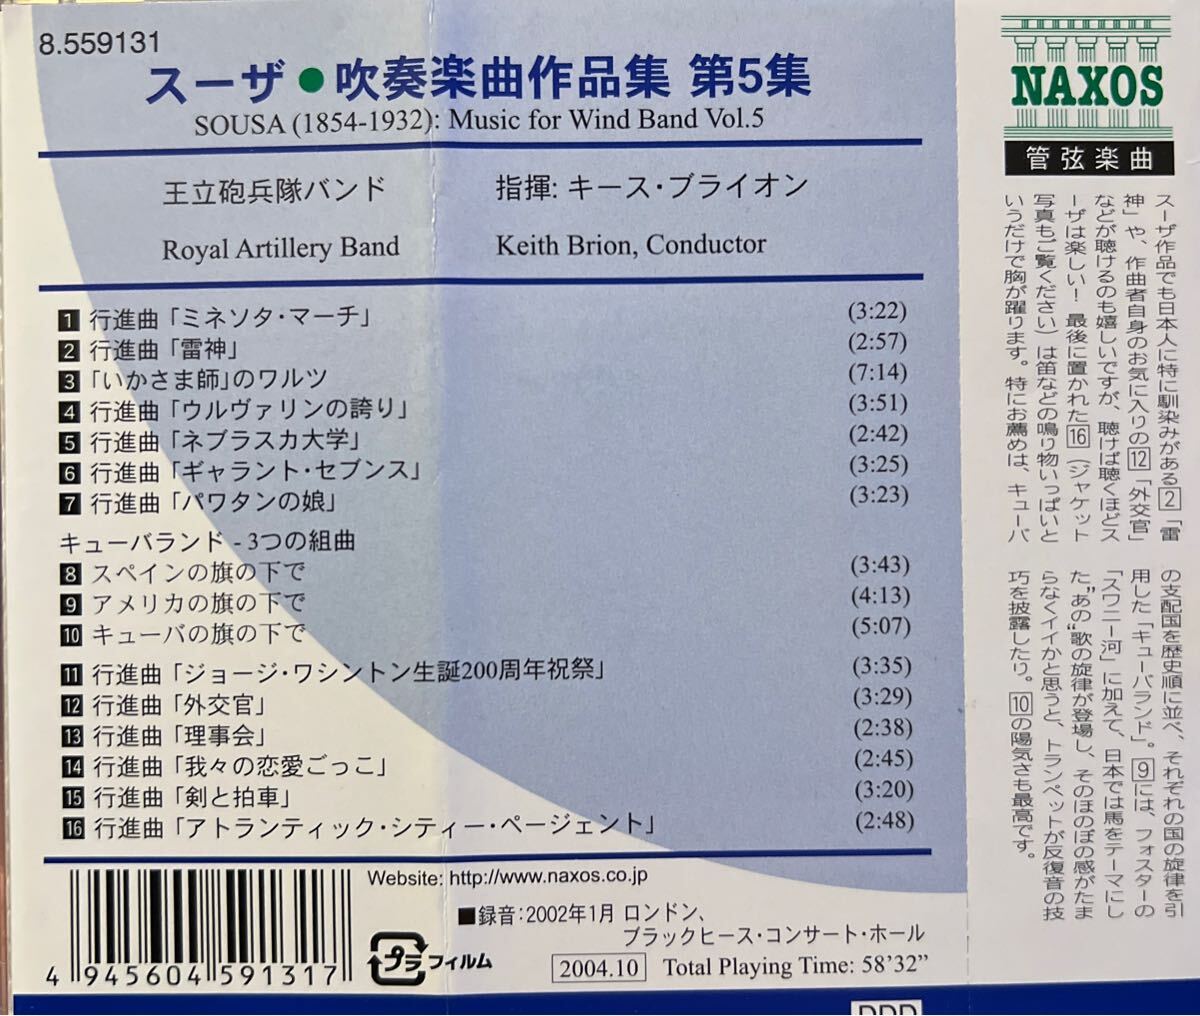 8.559131
スーザ●吹奏楽曲作品集 第5集
SOUSA (1854-1932): Music for Wind Band Vol.5
王立砲兵隊バンド 指揮: キース・ブライオン
Royal Artillery Band Keith Brion, Conductor
1 行進曲「ミネソタ・マーチ」 (3:22)
2 行進曲「雷神」 (2:57)
3 「いかさま師」のワルツ (7:14)
4 行進曲「ウルヴァリンの誇り」 (3:51)
5 行進曲「ネブラスカ大学」 (2:42)
6 行進曲「ギャラント・セブンス」 (3:25)
7 行進曲「パワタンの娘」 (3:23)
キューバランド - 3つの組曲
8 スペインの旗の下で (3:43)
9 アメリカの旗の下で (4:13)
10 キューバの旗の下で (5:07)
11 行進曲「ジョージ・ワシントン生誕200周年祝祭」 (3:35)
12 行進曲「外交官」 (3:29)
13 行進曲「理事会」 (2:38)
14 行進曲「我々の恋愛ごっこ」 (2:45)
15 行進曲「剣と拍車」 (3:20)
16 行進曲「アトランティック・シティー・ページェント」 (2:48)
Website: http://www.naxos.co.jp
■録音:2002年1月 ロンドン、
ブラックヒース・コンサート・ホール
プラ フィルム
2004.10 Total Playing Time: 58'32"
4 945604 591317
DDD
NAXOS
管弦楽曲
スーザ作品でも日本人に特に馴染みがある2「雷
神」や、作曲者自身のお気に入りの12「外交官」
などが聴けるのも嬉しいですが、聴けば聴くほどス
ーザは楽しい! 最後に置かれた16(ジャケット
写真もご覧ください)は笛などの鳴り物いっぱいと
いうだけで胸が躍ります。特にお薦めは、キューバ
の支配国を歴史順に並べ、それぞれの国の旋律を引
用した「キューバランド」。9には、フォスターの
「スワニー河」に加えて、日本では馬をテーマにし
た"あの"歌の旋律が登場し、そのほのぼの感がたま
らなくイイかと思うと、トランペットが反復音の技
巧を披露したり。10の陽気さも最高です。